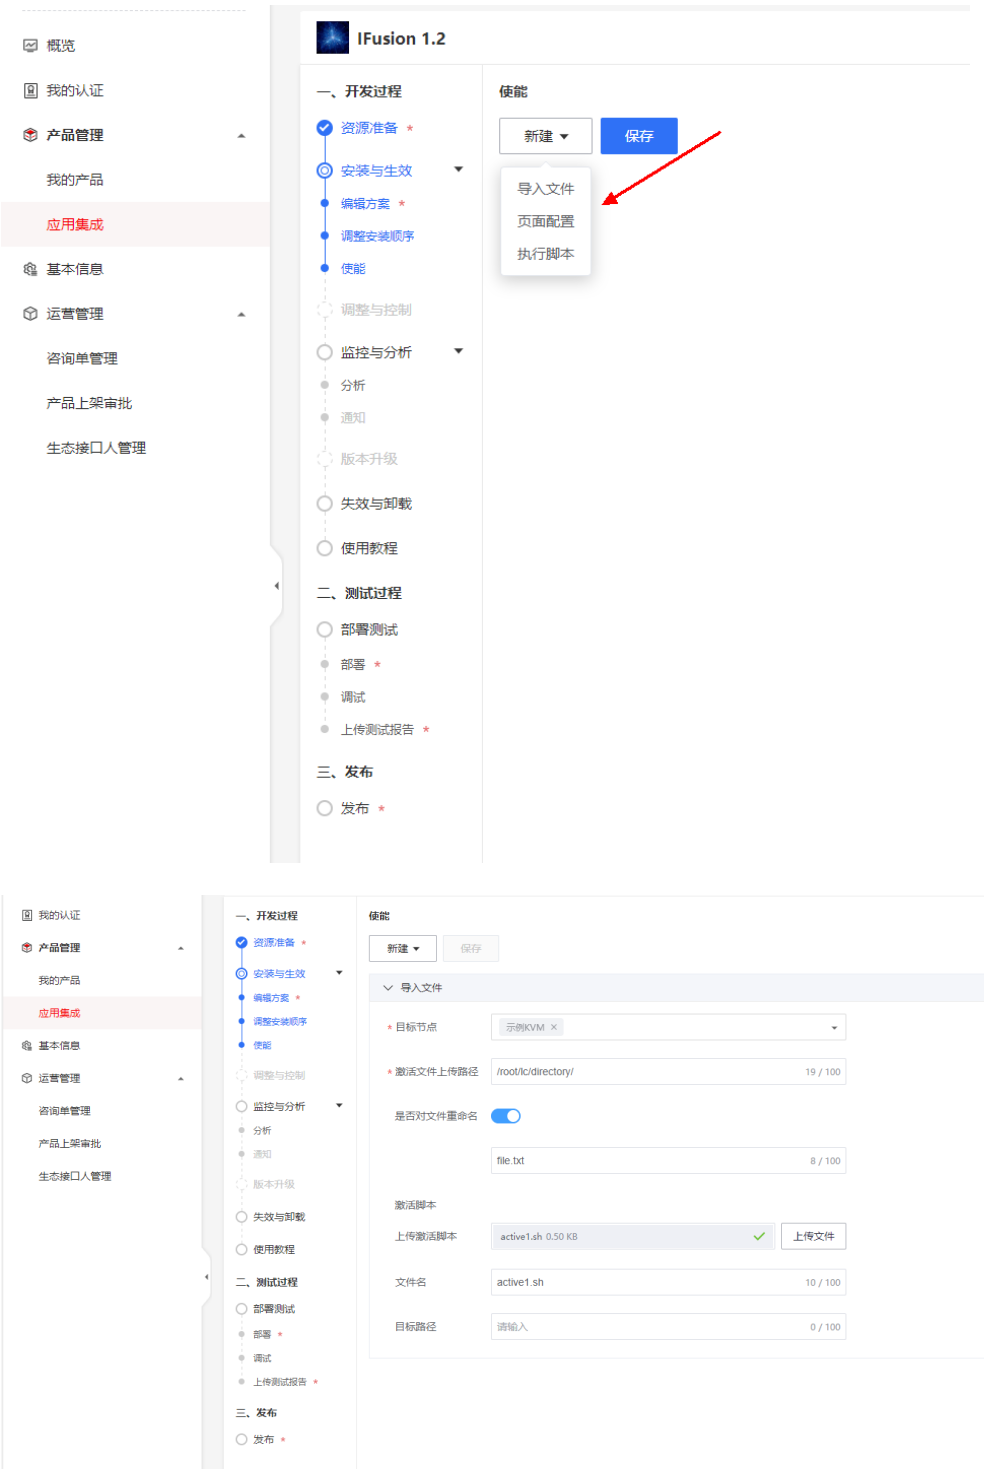 IFusion 1.2
概览
我的认证
产品管理
我的产品
应用集成
基本信息
运营管理
咨询单管理
产品上架审批
生态接口人管理
一、开发过程
资源准备 *
安装与生效
编辑方案 *
调整安装顺序
使能
调整与控制
监控与分析
分析
通知
版本升级
失效与卸载
使用教程
二、测试过程
部署测试
部署 *
调试
上传测试报告 *
三、发布
发布 *
使能
新建
保存
导入文件
页面配置
执行脚本
我的认证
产品管理
我的产品
应用集成
基本信息
运营管理
咨询单管理
产品上架审批
生态接口人管理
一、开发过程
资源准备 *
安装与生效
编辑方案 *
调整安装顺序
使能
调整与控制
监控与分析
分析
通知
版本升级
失效与卸载
使用教程
二、测试过程
部署测试
部署 *
调试
上传测试报告 *
三、发布
发布 *
使能
新建 保存
导入文件
* 目标节点 示例KVM ×
* 激活文件上传路径 /root/lc/directory/ 19 / 100
是否对文件重命名
file.txt 8 / 100
激活脚本
上传激活脚本 active1.sh 0.50 KB 上传文件
文件名 active1.sh 10 / 100
目标路径 请输入 0 / 100